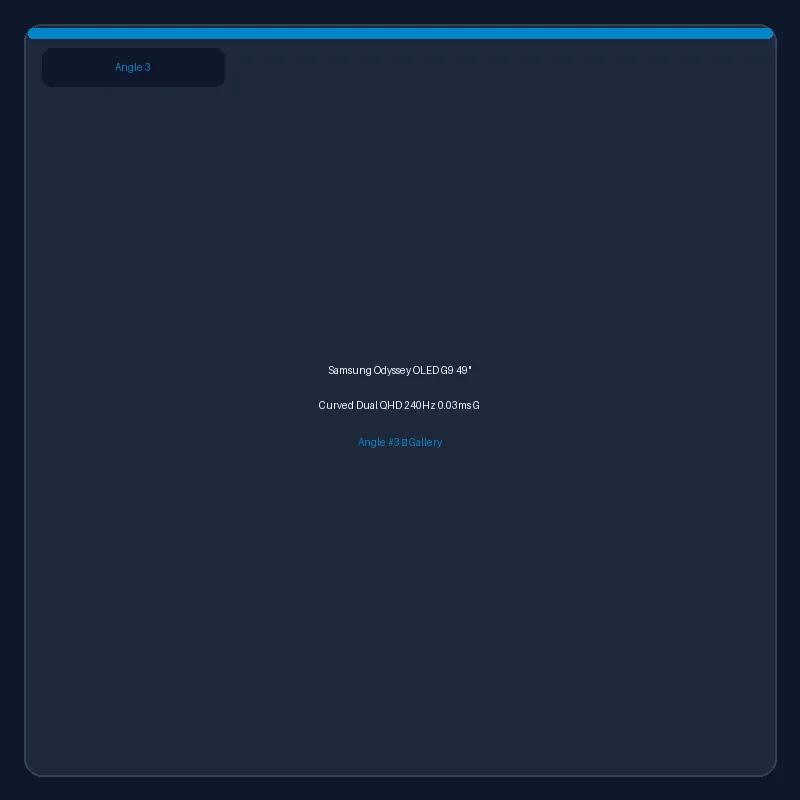 Angle 3
Samsung Odyssey OLED G9 49"
Curved Dual QHD 240Hz 0.03ms G
Angle #3 Gallery